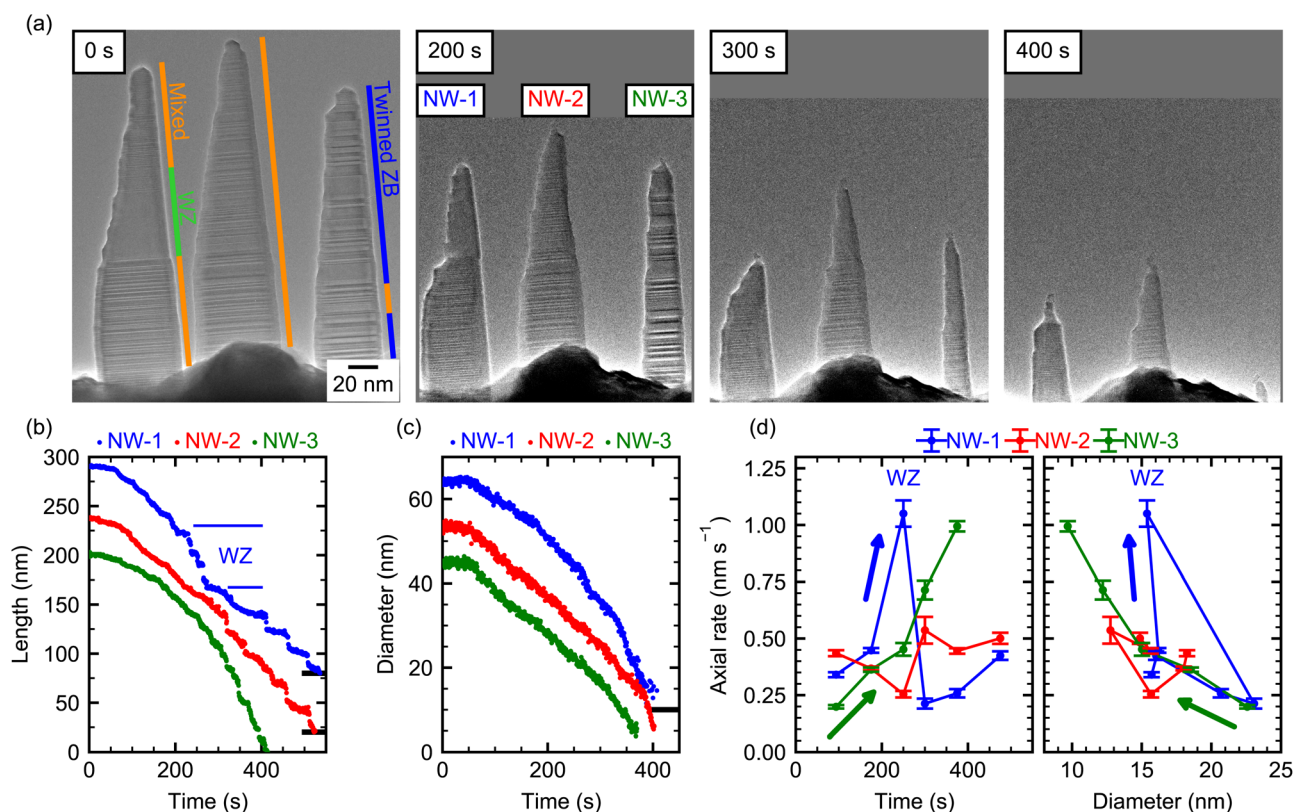 (a)
0 s
200 s
300 s
400 s
Mixed
WZ
Twinned ZB
NW-1
NW-2
NW-3
20 nm
(b)
NW-1 NW-2 NW-3
300
250
200
150
100
50
0
Length (nm)
WZ
0 200 400
Time (s)
(c)
NW-1 NW-2 NW-3
60
40
20
0
Diameter (nm)
0 200 400
Time (s)
(d)
NW-1 NW-2 NW-3
1.25
1.00
0.75
0.50
0.25
0.00
Axial rate (nm s⁻¹)
WZ
WZ
0 200 400
Time (s)
10 15 20 25
Diameter (nm)